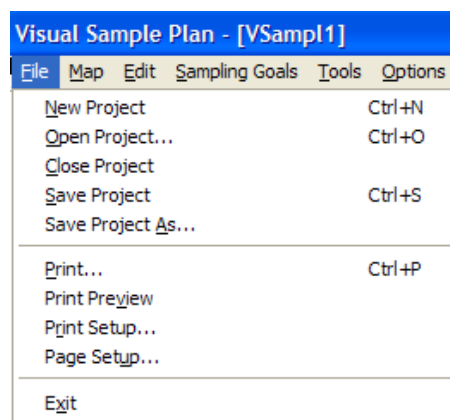 Visual Sample Plan - [VSampl1]
File Map Edit Sampling Goals Tools Options
New Project Ctrl+N
Open Project... Ctrl+O
Close Project
Save Project Ctrl+S
Save Project As...
Print... Ctrl+P
Print Preview
Print Setup...
Page Setup...
Exit